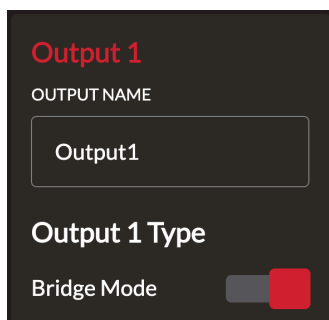 Output 1
OUTPUT NAME
Output1
Output 1 Type
Bridge Mode